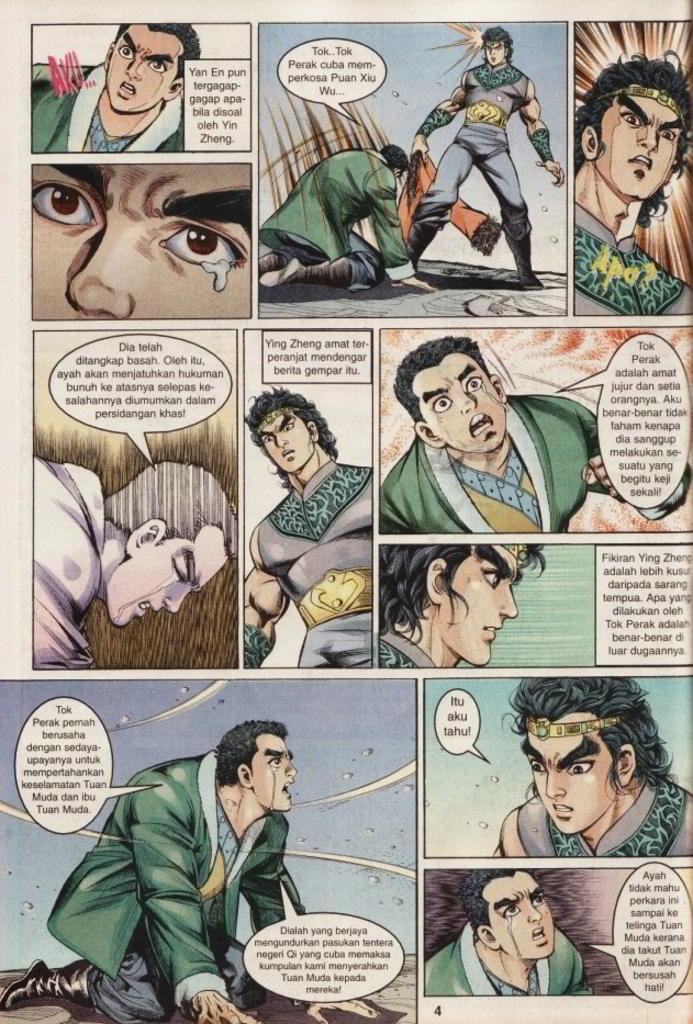 AKU...
Yan En pun
tergagap-
gagap apa-
bila disoal
oleh Yin
Zheng.
Tok..Tok
Perak cuba mem-
perkosa Puan Xiu
Wu...
Apa?
Dia telah
ditangkap basah. Oleh itu,
ayah akan menjatuhkan hukuman
bunuh ke atasnya selepas ke-
salahannya diumumkan dalam
persidangan khas!
Ying Zheng amat ter-
peranjat mendengar
berita gempar itu.
Tok
Perak
adalah amat
jujur dan setia
orangnya. Aku
benar-benar tidak
faham kenapa
dia sanggup
melakukan se-
suatu yang
begitu keji
sekali!
Fikiran Ying Zheng
adalah lebih kusut
daripada sarang
tempua. Apa yang
dilakukan oleh
Tok Perak adalah
benar-benar di
luar dugaannya.
Tok
Perak pernah
berusaha
dengan sedaya-
upayanya untuk
mempertahankan
keselamatan Tuan
Muda dan ibu
Tuan Muda.
Dialah yang berjaya
mengundurkan pasukan tentera
negeri Qi yang cuba memaksa
kumpulan kami menyerahkan
Tuan Muda kepada
mereka!
Itu
aku
tahu!
Ayah
tidak mahu
perkara ini
sampai ke
telinga Tuan
Muda kerana
dia takut Tuan
Muda akan
bersusah
hati!
4